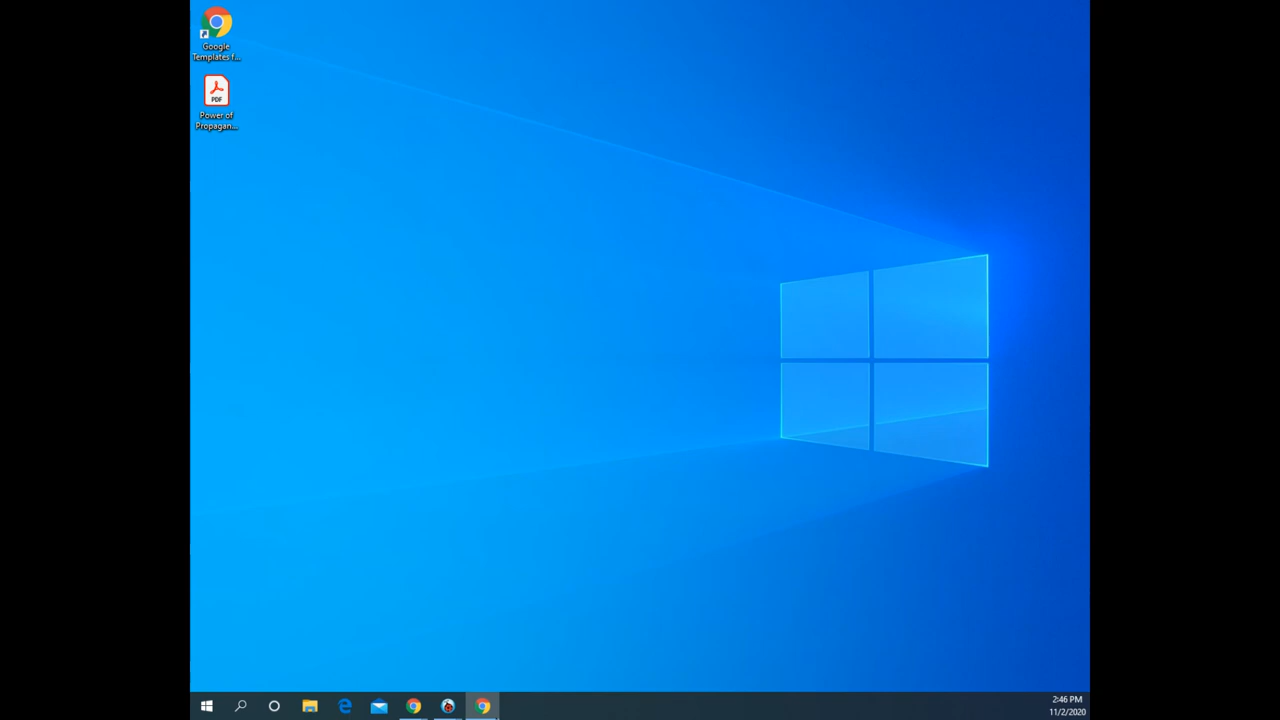 Google
Templates f...
PDF
Power of
Propagan...
2:46 PM
11/2/2020